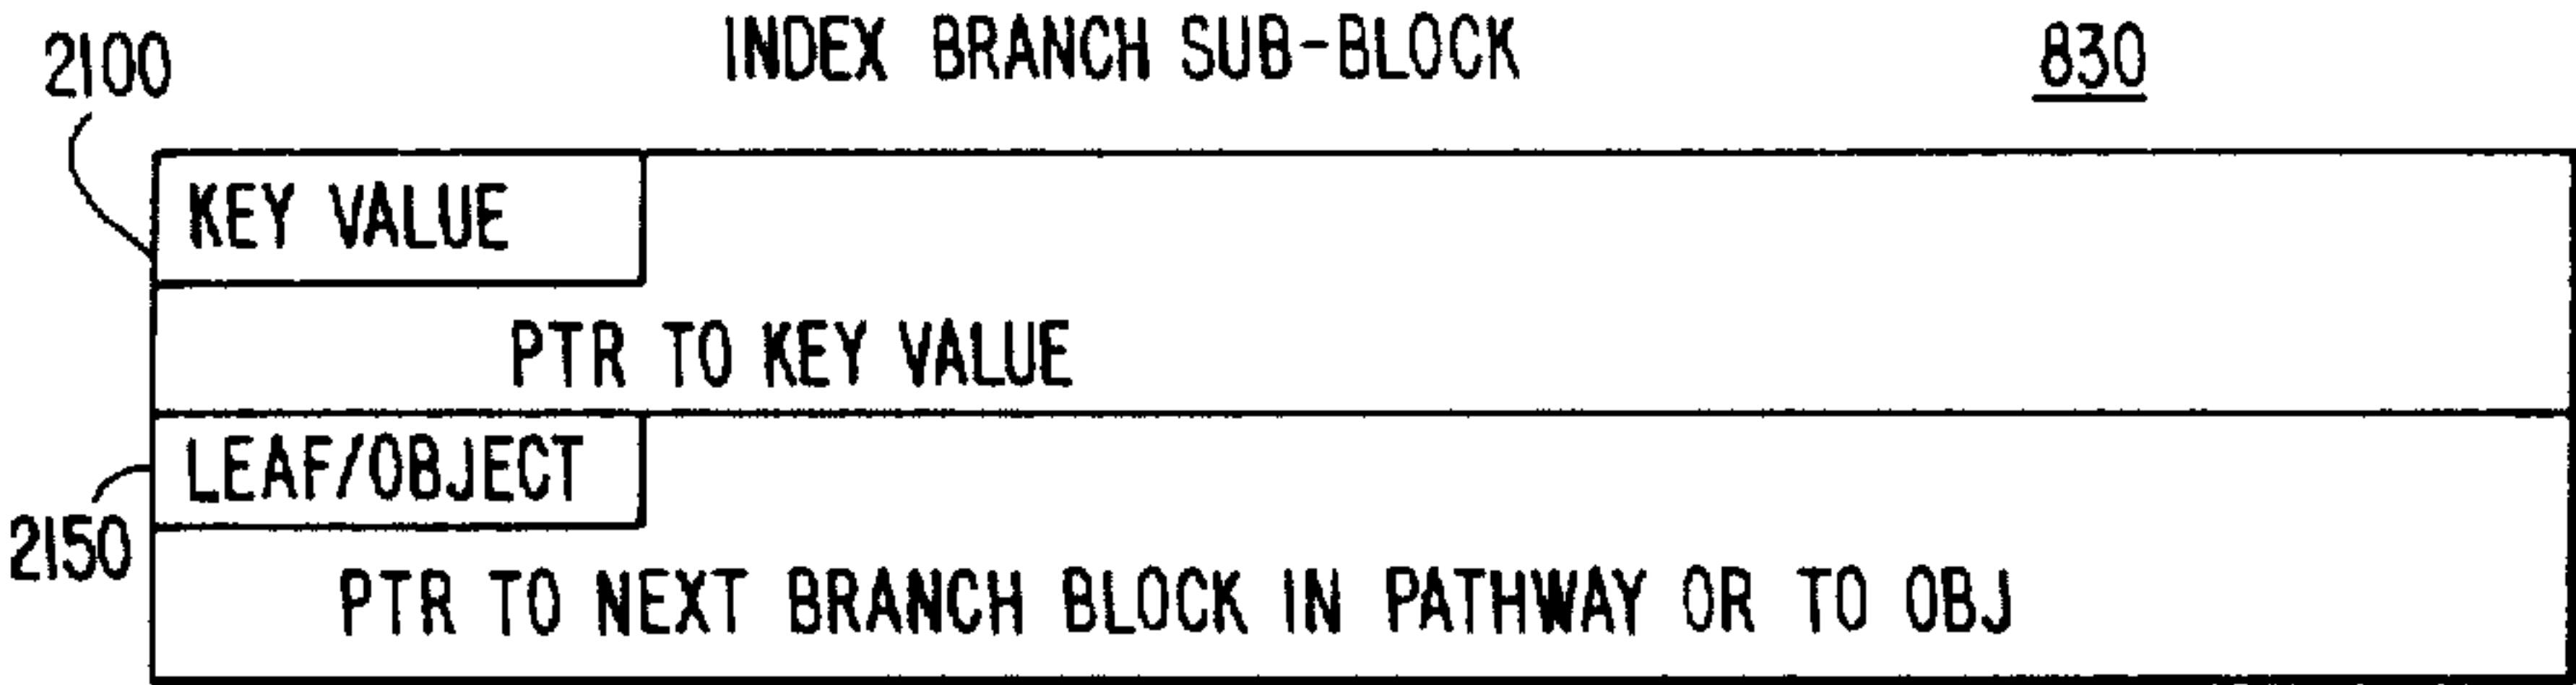 INDEX BRANCH SUB-BLOCK
830
2100
KEY VALUE
PTR TO KEY VALUE
LEAF/OBJECT
2150
PTR TO NEXT BRANCH BLOCK IN PATHWAY OR TO OBJ